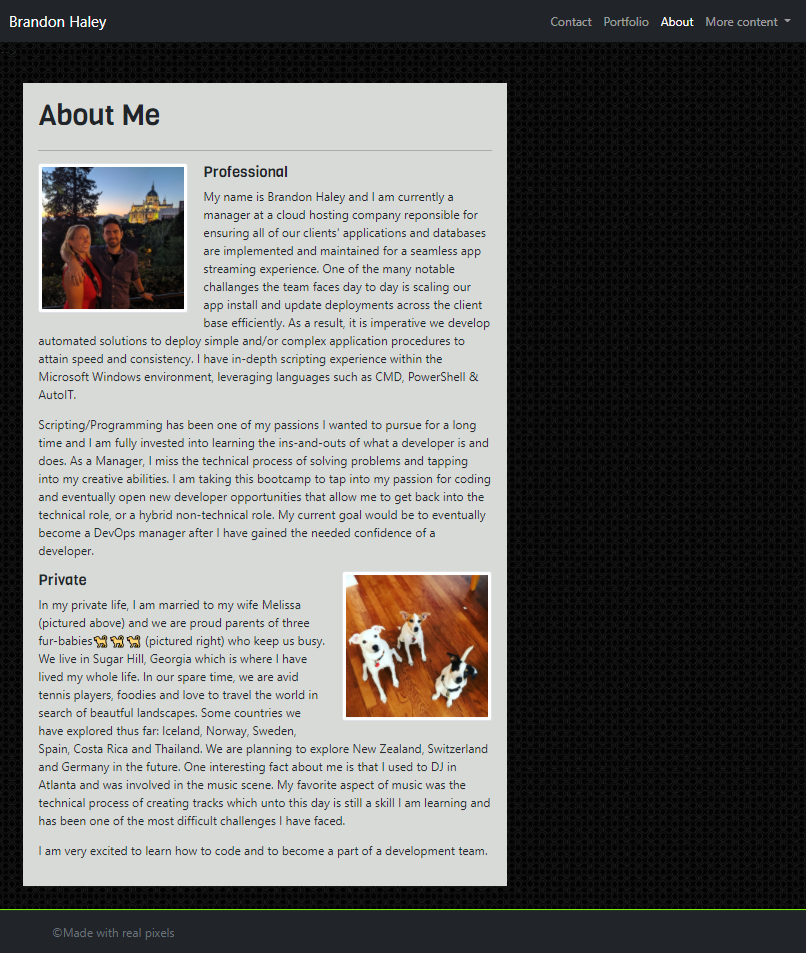 Brandon Haley
Contact Portfolio About More content
About Me
Professional
My name is Brandon Haley and I am currently a
manager at a cloud hosting company reponsible for
ensuring all of our clients' applications and databases
are implemented and maintained for a seamless app
streaming experience. One of the many notable
challanges the team faces day to day is scaling our
app install and update deployments across the client
base efficiently. As a result, it is imperative we develop
automated solutions to deploy simple and/or complex application procedures to
attain speed and consistency. I have in-depth scripting experience within the
Microsoft Windows environment, leveraging languages such as CMD, PowerShell &
AutoIT.
Scripting/Programming has been one of my passions I wanted to pursue for a long
time and I am fully invested into learning the ins-and-outs of what a developer is and
does. As a Manager, I miss the technical process of solving problems and tapping
into my creative abilities. I am taking this bootcamp to tap into my passion for coding
and eventually open new developer opportunities that allow me to get back into the
technical role, or a hybrid non-technical role. My current goal would be to eventually
become a DevOps manager after I have gained the needed confidence of a
developer.
Private
In my private life, I am married to my wife Melissa
(pictured above) and we are proud parents of three
fur-babies🐕🐕🐕 (pictured right) who keep us busy.
We live in Sugar Hill, Georgia which is where I have
lived my whole life. In our spare time, we are avid
tennis players, foodies and love to travel the world in
search of beautful landscapes. Some countries we
have explored thus far: Iceland, Norway, Sweden,
Spain, Costa Rica and Thailand. We are planning to explore New Zealand, Switzerland
and Germany in the future. One interesting fact about me is that I used to DJ in
Atlanta and was involved in the music scene. My favorite aspect of music was the
technical process of creating tracks which unto this day is still a skill I am learning and
has been one of the most difficult challenges I have faced.
I am very excited to learn how to code and to become a part of a development team.
©Made with real pixels